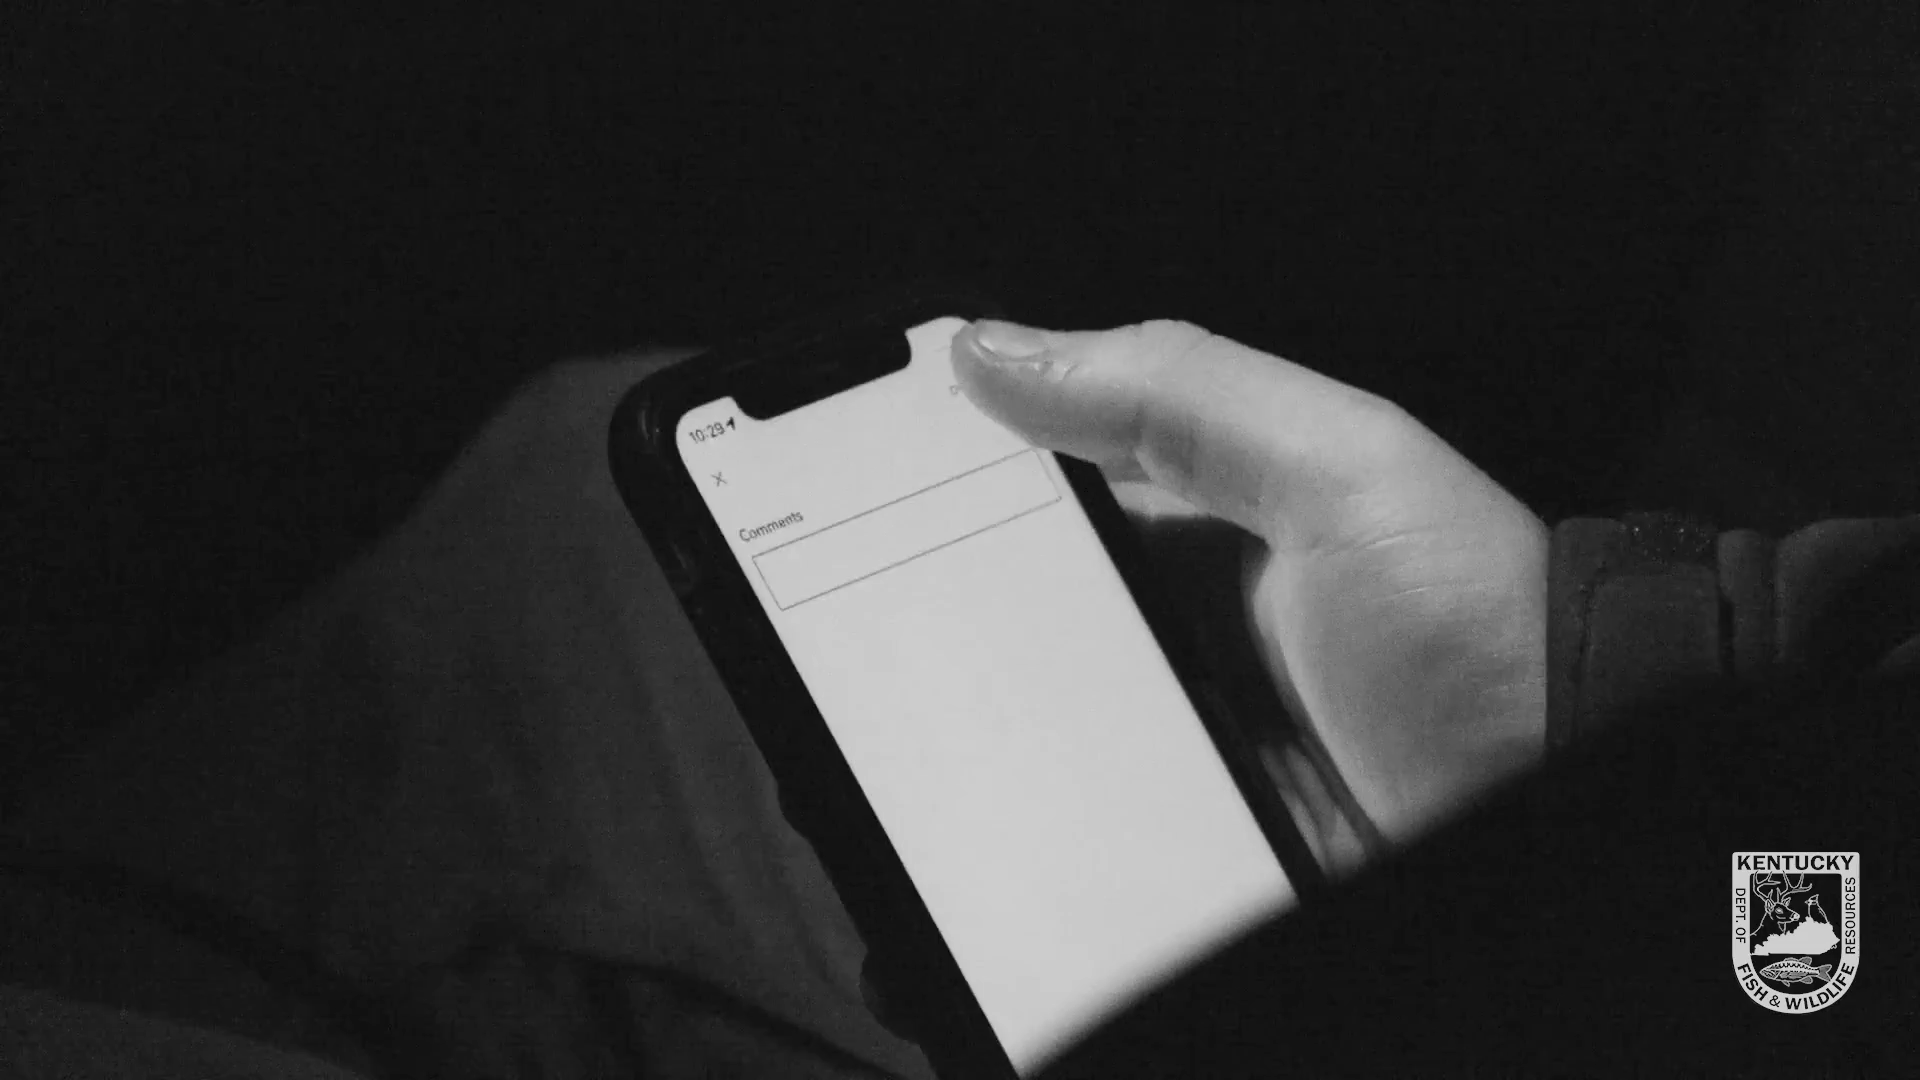 10:29
Comments
KENTUCKY
DEPT. OF
FISH & WILDLIFE
RESOURCES